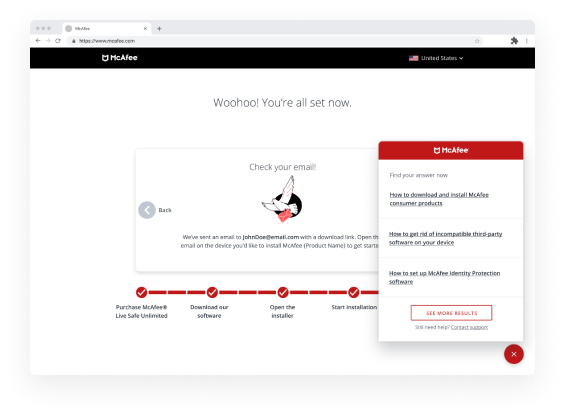 McAfee
https://www.mcafee.com
McAfee
United States
Woohoo! You're all set now.
Check your email!
Back
We've sent an email to JohnDoe@email.com with a download link. Open th
email on the device you'd like to install McAfee (Product Name) to get starte
Purchase McAfee®
Live Safe Unlimited
Download our
software
Open the
installer
Start Installation
McAfee
Find your answer now
How to download and install McAfee
consumer products
How to get rid of incompatible third-party
software on your device
How to set up McAfee Identity Protection
software
SEE MORE RESULTS
Still need help? Contact support